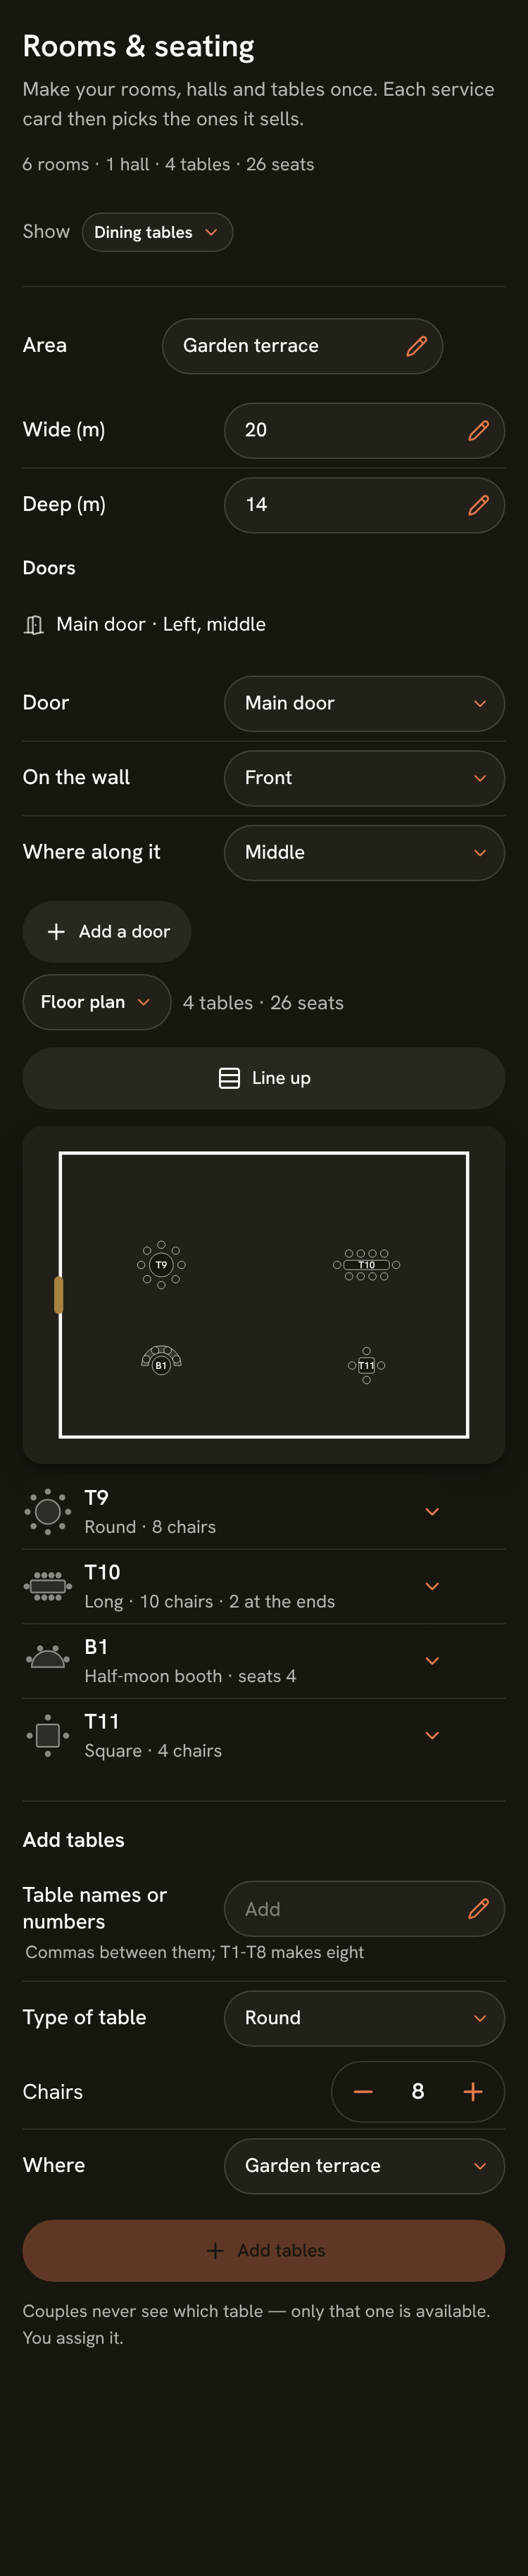 Rooms & seating
Make your rooms, halls and tables once. Each service
card then picks the ones it sells.
6 rooms · 1 hall · 4 tables · 26 seats
Show
Dining tables
Area
Garden terrace
Wide (m)
20
Deep (m)
14
Doors
Main door · Left, middle
Door
Main door
On the wall
Front
Where along it
Middle
Add a door
Floor plan
4 tables · 26 seats
Line up
T9
T10
B1
T11
T9
Round · 8 chairs
T10
Long · 10 chairs · 2 at the ends
B1
Half-moon booth · seats 4
T11
Square · 4 chairs
Add tables
Table names or
numbers
Add
Commas between them; T1-T8 makes eight
Type of table
Round
Chairs
8
Where
Garden terrace
Add tables
Couples never see which table — only that one is available.
You assign it.